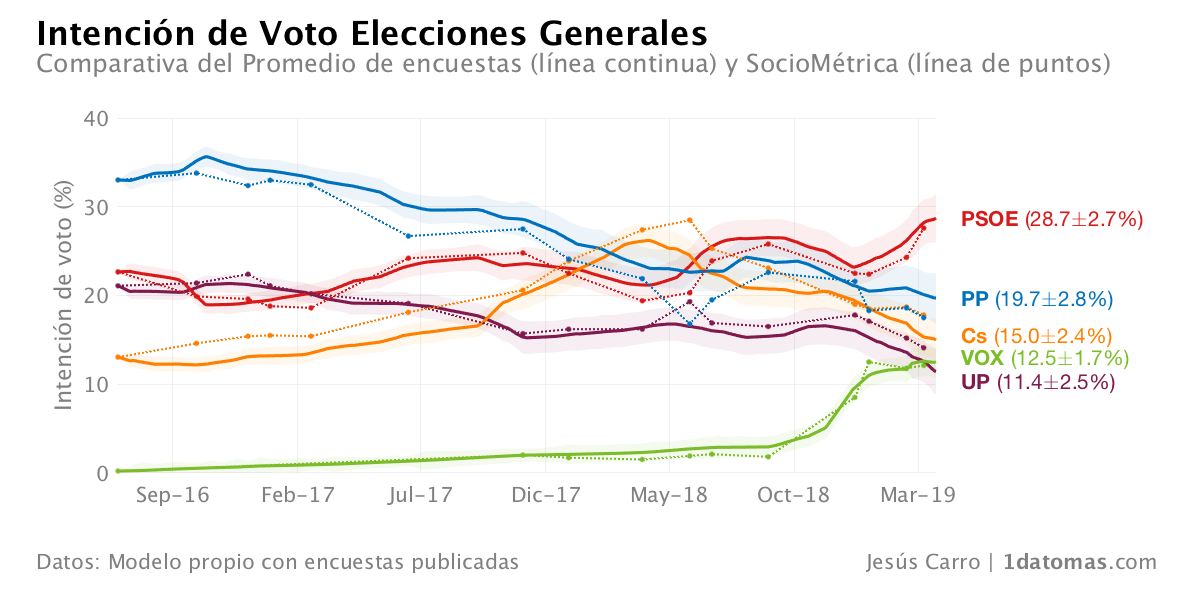 Intención de Voto Elecciones Generales
Comparativa del Promedio de encuestas (línea continua) y SocioMétrica (línea de puntos)
Intención de voto (%)
40
30
20
10
0
Sep−16 Feb−17 Jul−17 Dic−17 May−18 Oct−18 Mar−19
PSOE (28.7±2.7%)
PP (19.7±2.8%)
Cs (15.0±2.4%)
VOX (12.5±1.7%)
UP (11.4±2.5%)
Datos: Modelo propio con encuestas publicadas
Jesús Carro | 1datomas.com